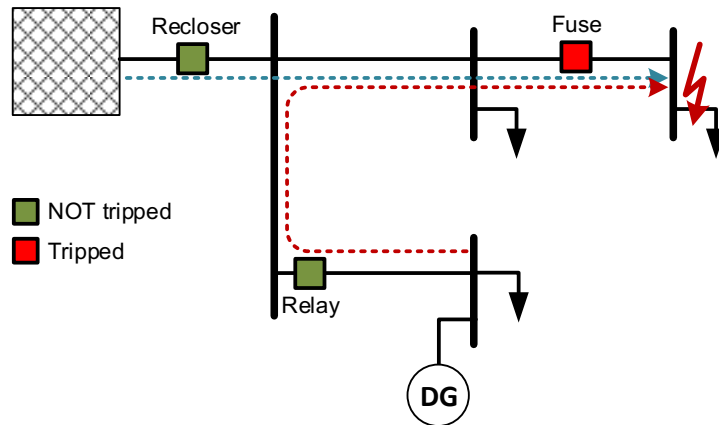 Recloser
Fuse
NOT tripped
Tripped
Relay
DG